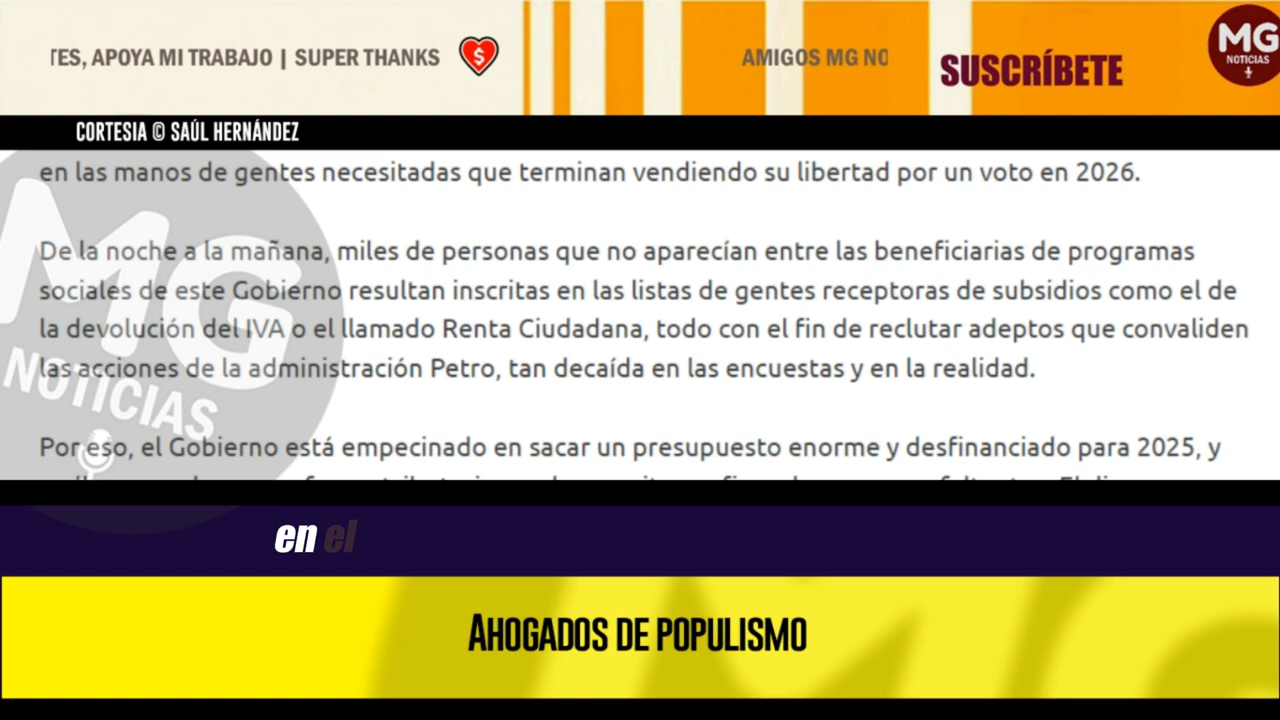 TES, APOYA MI TRABAJO | SUPER THANKS
AMIGOS MG NO
SUSCRÍBETE
MG
NOTICIAS
CORTESIA © SAÚL HERNÁNDEZ
en las manos de gentes necesitadas que terminan vendiendo su libertad por un voto en 2026.
De la noche a la mañana, miles de personas que no aparecían entre las beneficiarias de programas
sociales de este Gobierno resultan inscritas en las listas de gentes receptoras de subsidios como el de
la devolución del IVA o el llamado Renta Ciudadana, todo con el fin de reclutar adeptos que convaliden
las acciones de la administración Petro, tan decaída en las encuestas y en la realidad.
Por eso, el Gobierno está empecinado en sacar un presupuesto enorme y desfinanciado para 2025, y
MG
NOTICIAS
en el
AHOGADOS DE POPULISMO